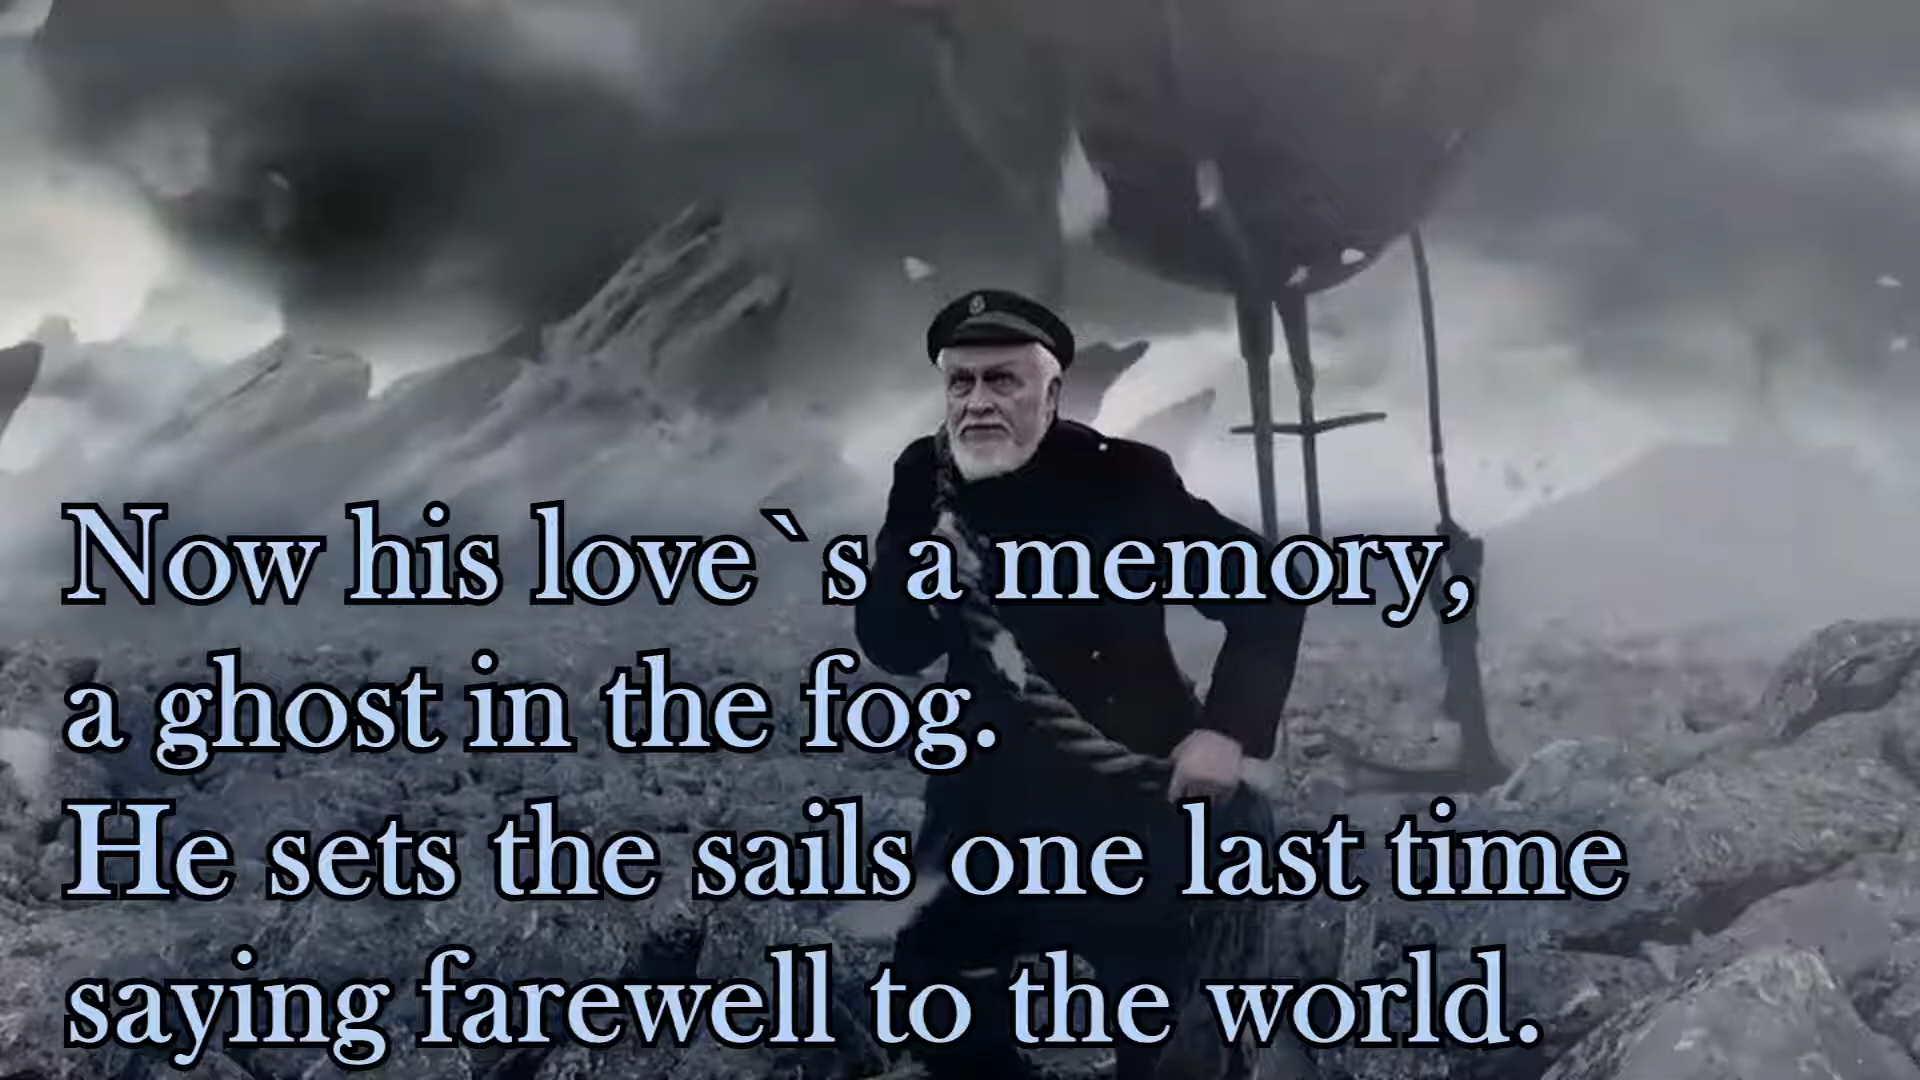 Now his love`s a memory,
a ghost in the fog.
He sets the sails one last time
saying farewell to the world.